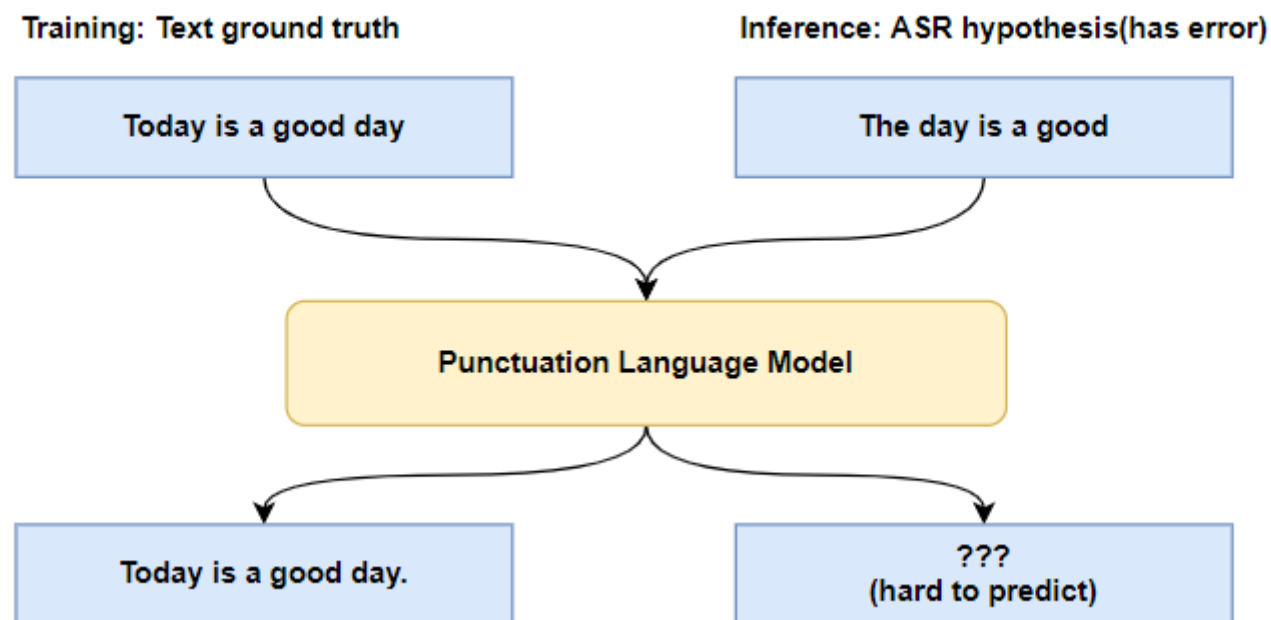 Training: Text ground truth
Inference: ASR hypothesis(has error)
Today is a good day
The day is a good
Punctuation Language Model
Today is a good day.
???
(hard to predict)